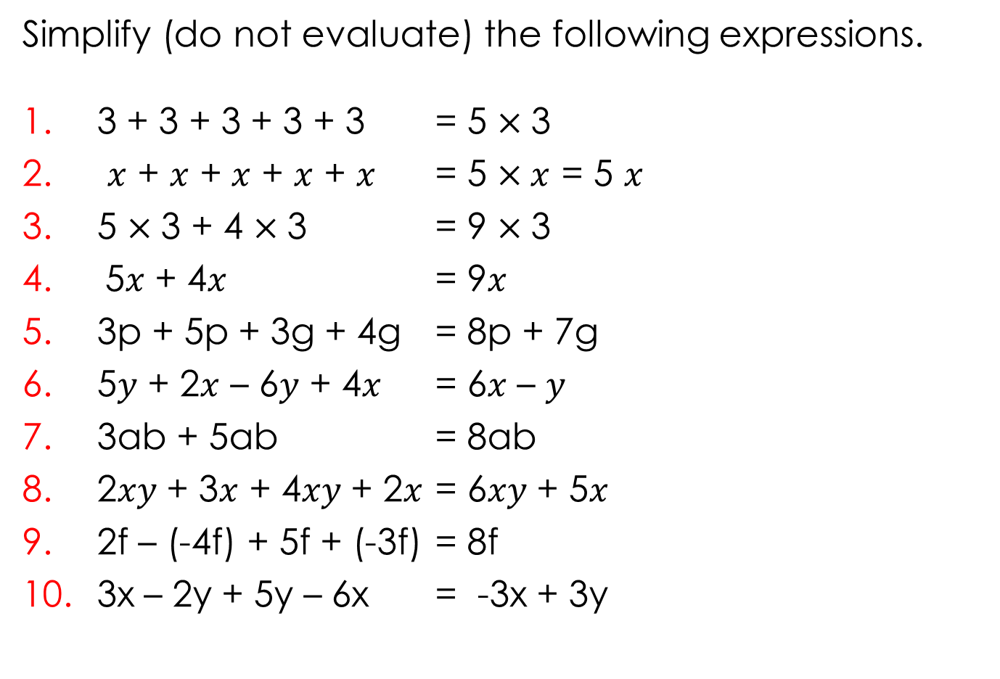 Simplify (do not evaluate) the following expressions.
1. 3 + 3 + 3 + 3 + 3 = 5 × 3
2. x + x + x + x + x = 5 × x = 5 x
3. 5 × 3 + 4 × 3 = 9 × 3
4. 5x + 4x = 9x
5. 3p + 5p + 3g + 4g = 8p + 7g
6. 5y + 2x – 6y + 4x = 6x – y
7. 3ab + 5ab = 8ab
8. 2xy + 3x + 4xy + 2x = 6xy + 5x
9. 2f – (-4f) + 5f + (-3f) = 8f
10. 3x – 2y + 5y – 6x = -3x + 3y